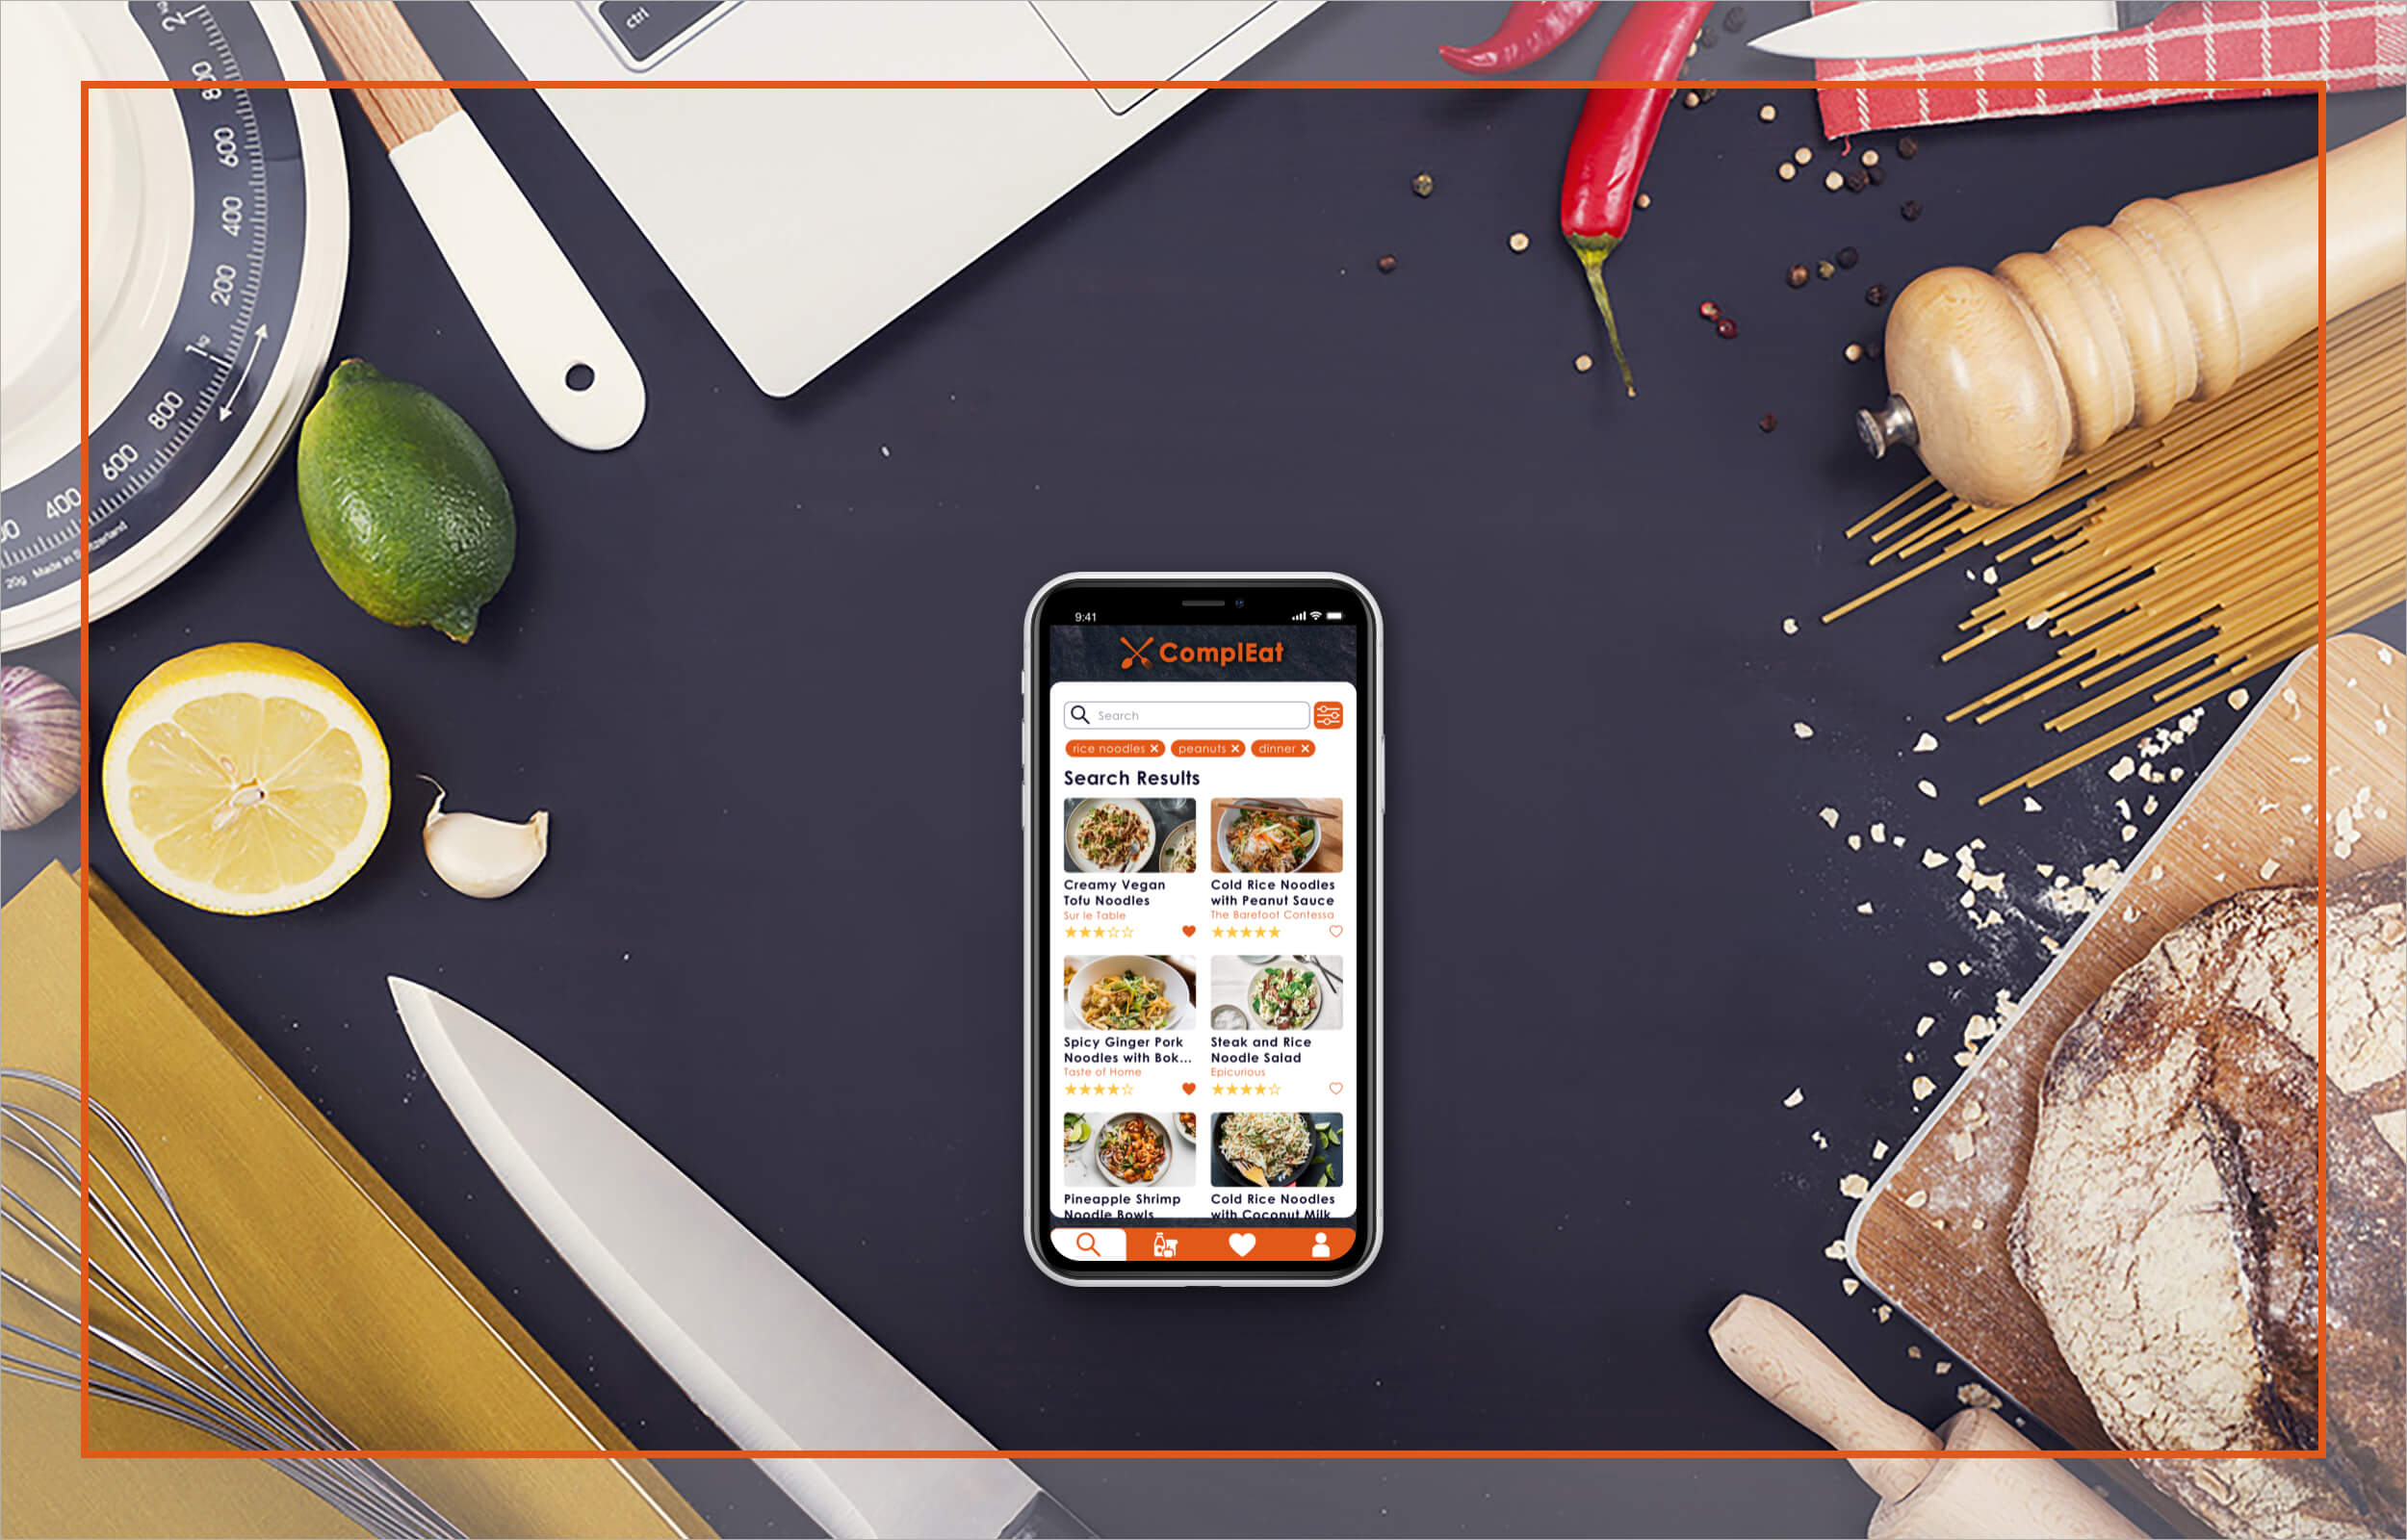 ctrl
2
800
600
400
200
1kg
800
600
400
20g Made in Switzerland
9:41
ComplEat
Search
rice noodles × peanuts × dinner ×
Search Results
Creamy Vegan
Tofu Noodles
Sur le Table
Cold Rice Noodles
with Peanut Sauce
The Barefoot Contessa
Spicy Ginger Pork
Noodles with Bok...
Taste of Home
Steak and Rice
Noodle Salad
Epicurious
Pineapple Shrimp
Noodle Bowls
Cold Rice Noodles
with Coconut Milk